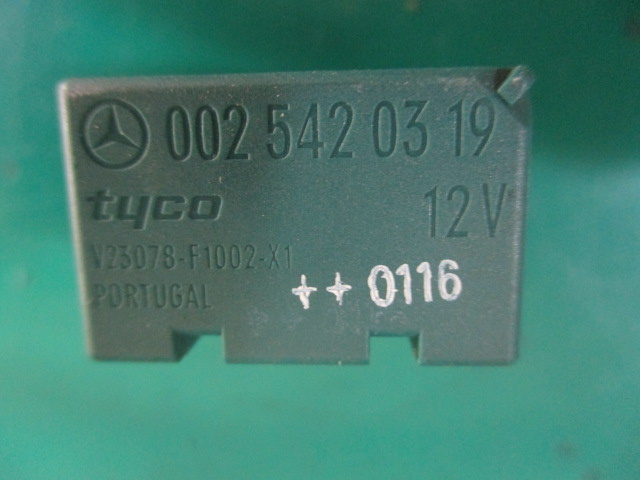 002 542 03 19
tyco 12V
V23078-F1002-X1
PORTUGAL ++ 0116